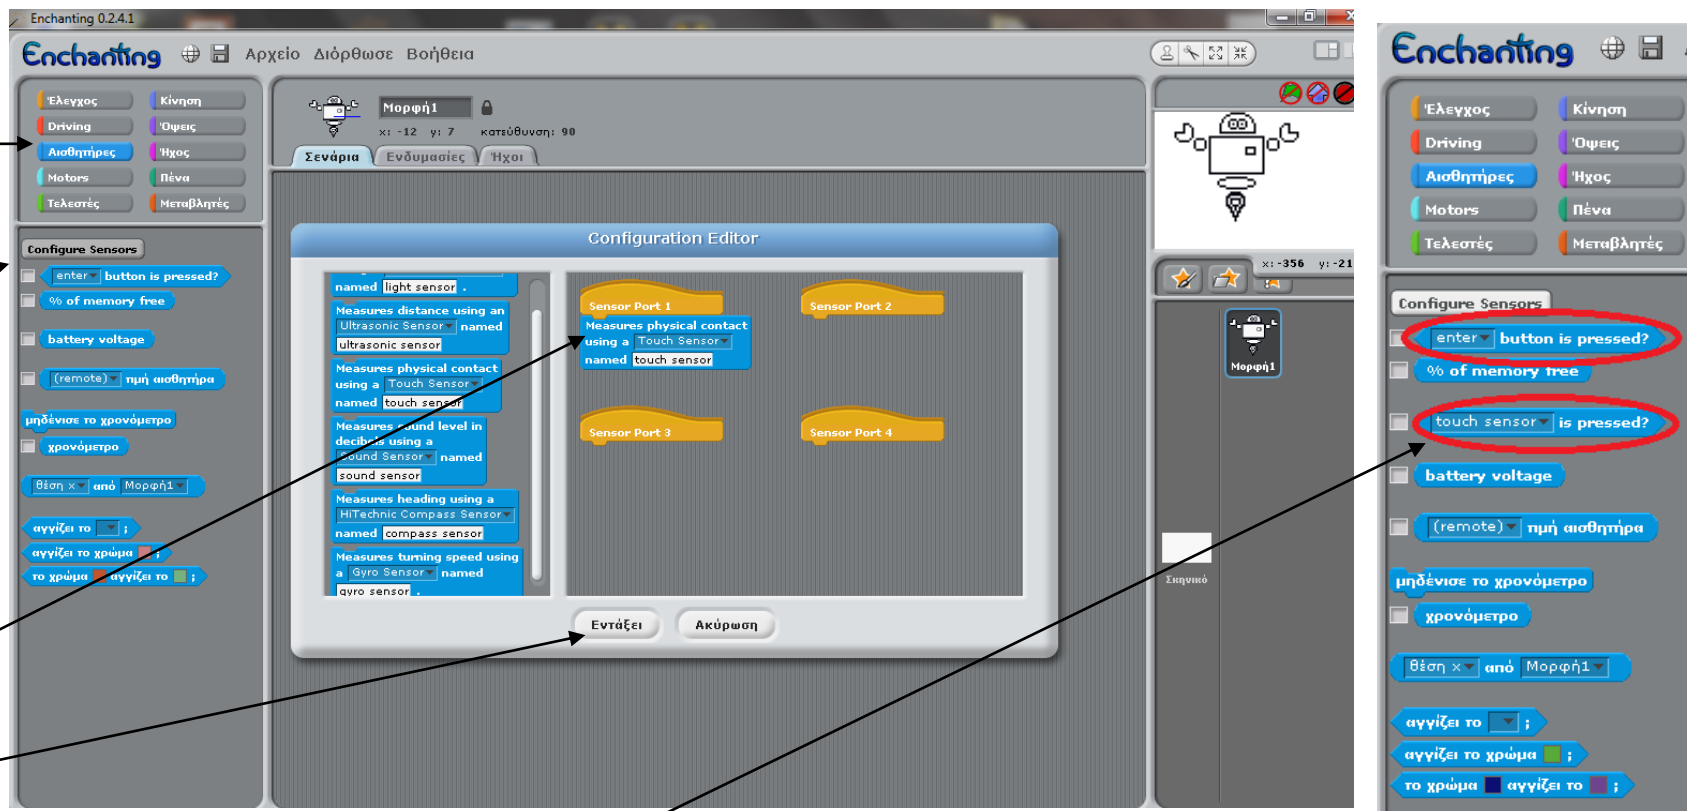 Enchanting 0.2.4.1
Enchanting Αρχείο Διόρθωσε Βοήθεια
Έλεγχος Κίνηση
Driving Όψεις
Αισθητήρες Ήχος
Motors Πένα
Τελεστές Μεταβλητές
Configure Sensors
enter button is pressed?
% of memory free
battery voltage
(remote) τιμή αισθητήρα
μηδένισε το χρονόμετρο
χρονόμετρο
θέση x από Μορφή1
αγγίζει το ;
αγγίζει το χρώμα ;
το χρώμα αγγίζει το ;
Μορφή1
x: -12 y: 7 κατεύθυνση: 90
Σενάρια Ενδυμασίες Ήχοι
Configuration Editor
named light sensor .
Measures distance using an
Ultrasonic Sensor named
ultrasonic sensor
Measures physical contact
using a Touch Sensor
named touch sensor
Measures sound level in
decibels using a
Sound Sensor named
sound sensor
Measures heading using a
HiTechnic Compass Sensor
named compass sensor
Measures turning speed using
a Gyro Sensor named
gyro sensor .
Sensor Port 1
Measures physical contact
using a Touch Sensor
named touch sensor
Sensor Port 2
Sensor Port 3
Sensor Port 4
Εντάξει Ακύρωση
x: -356 y: -21
Μορφή1
Σκηνικό
Enchanting
Έλεγχος Κίνηση
Driving Όψεις
Αισθητήρες Ήχος
Motors Πένα
Τελεστές Μεταβλητές
Configure Sensors
enter button is pressed?
% of memory free
touch sensor is pressed?
battery voltage
(remote) τιμή αισθητήρα
μηδένισε το χρονόμετρο
χρονόμετρο
θέση x από Μορφή1
αγγίζει το ;
αγγίζει το χρώμα ;
το χρώμα αγγίζει το ;